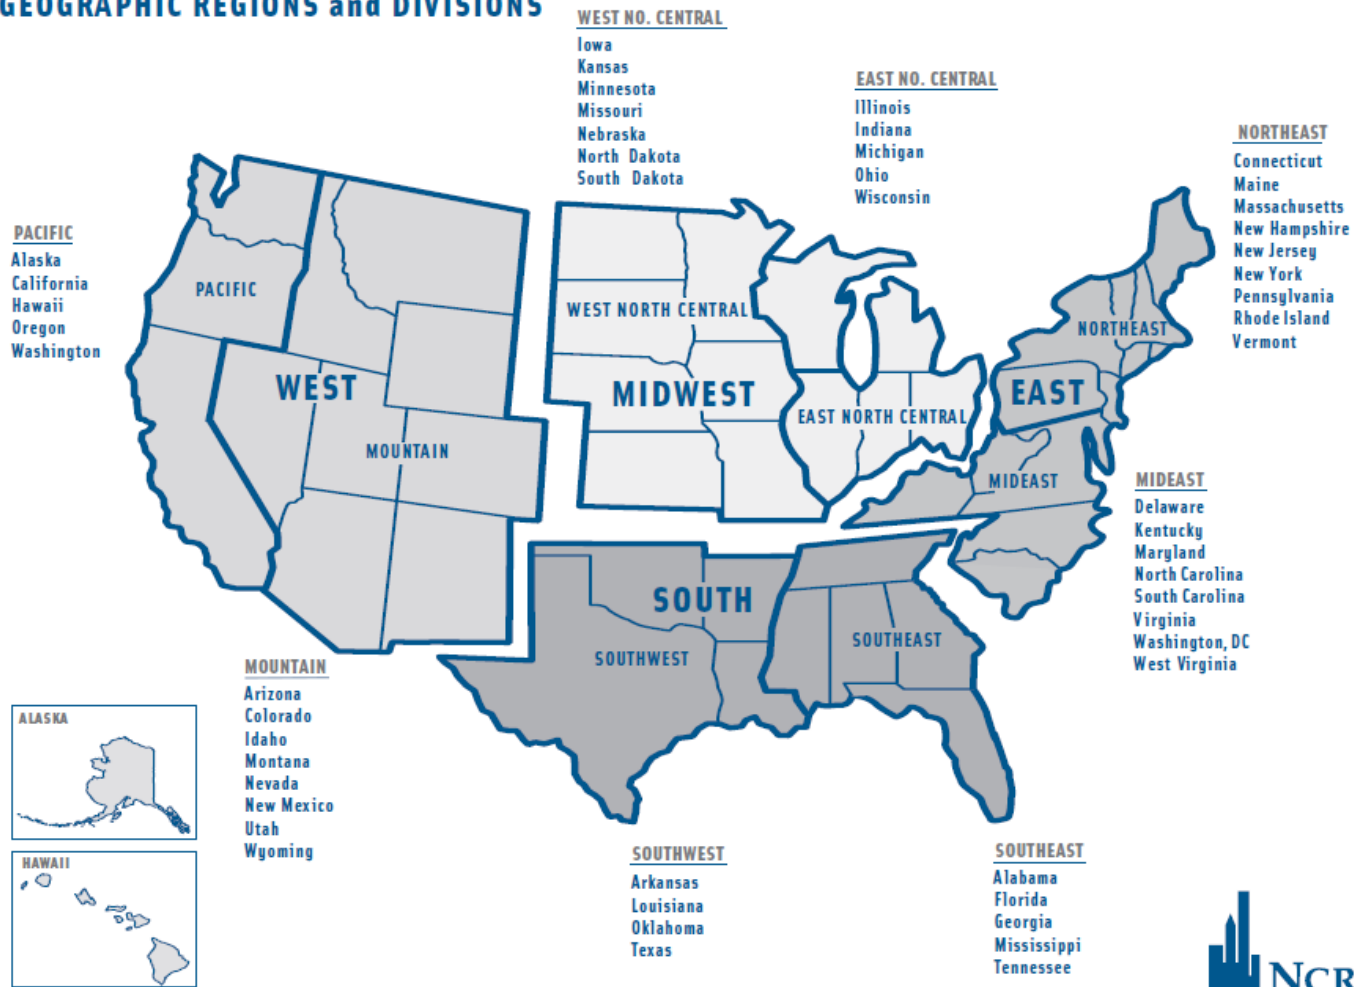 GEOGRAPHIC REGIONS and DIVISIONS
WEST NO. CENTRAL
Iowa
Kansas
Minnesota
Missouri
Nebraska
North Dakota
South Dakota
EAST NO. CENTRAL
Illinois
Indiana
Michigan
Ohio
Wisconsin
NORTHEAST
Connecticut
Maine
Massachusetts
New Hampshire
New Jersey
New York
Pennsylvania
Rhode Island
Vermont
PACIFIC
Alaska
California
Hawaii
Oregon
Washington
PACIFIC
WEST
MOUNTAIN
WEST NORTH CENTRAL
MIDWEST
EAST NORTH CENTRAL
NORTHEAST
EAST
MIDEAST
SOUTH
SOUTHWEST
SOUTHEAST
MIDEAST
Delaware
Kentucky
Maryland
North Carolina
South Carolina
Virginia
Washington, DC
West Virginia
MOUNTAIN
Arizona
Colorado
Idaho
Montana
Nevada
New Mexico
Utah
Wyoming
ALASKA
HAWAII
SOUTHWEST
Arkansas
Louisiana
Oklahoma
Texas
SOUTHEAST
Alabama
Florida
Georgia
Mississippi
Tennessee
NCR